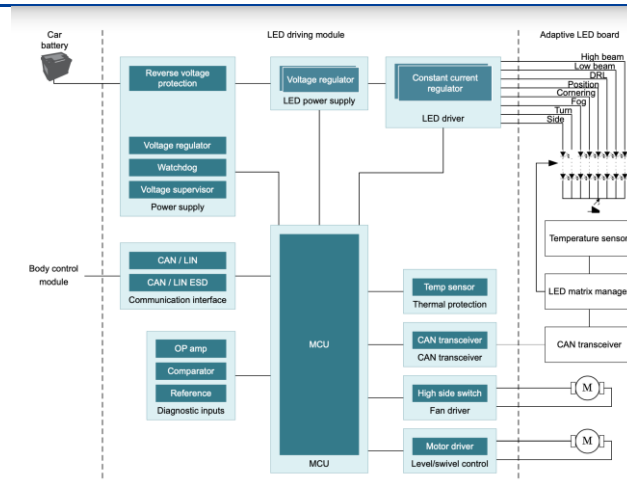 Car
battery
LED driving module
Adaptive LED board
Reverse voltage
protection
Voltage regulator
Watchdog
Voltage supervisor
Power supply
Voltage regulator
LED power supply
Constant current
regulator
LED driver
High beam
Low beam
DRL
Position
Cornering
Fog
Turn
Side
Body control
module
CAN / LIN
CAN / LIN ESD
Communication interface
OP amp
Comparator
Reference
Diagnostic inputs
MCU
MCU
Temp sensor
Thermal protection
CAN transceiver
CAN transceiver
High side switch
Fan driver
Motor driver
Level/swivel control
Temperature sensor
LED matrix manage
CAN transceiver
M
M